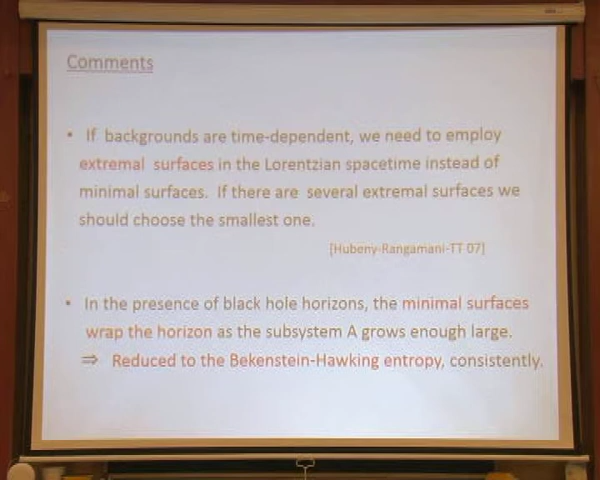 Comments
• If backgrounds are time-dependent, we need to employ
extremal surfaces in the Lorentzian spacetime instead of
minimal surfaces. If there are several extremal surfaces we
should choose the smallest one.
[Hubeny-Rangamani-TT 07]
• In the presence of black hole horizons, the minimal surfaces
wrap the horizon as the subsystem A grows enough large.
⇒ Reduced to the Bekenstein-Hawking entropy, consistently.